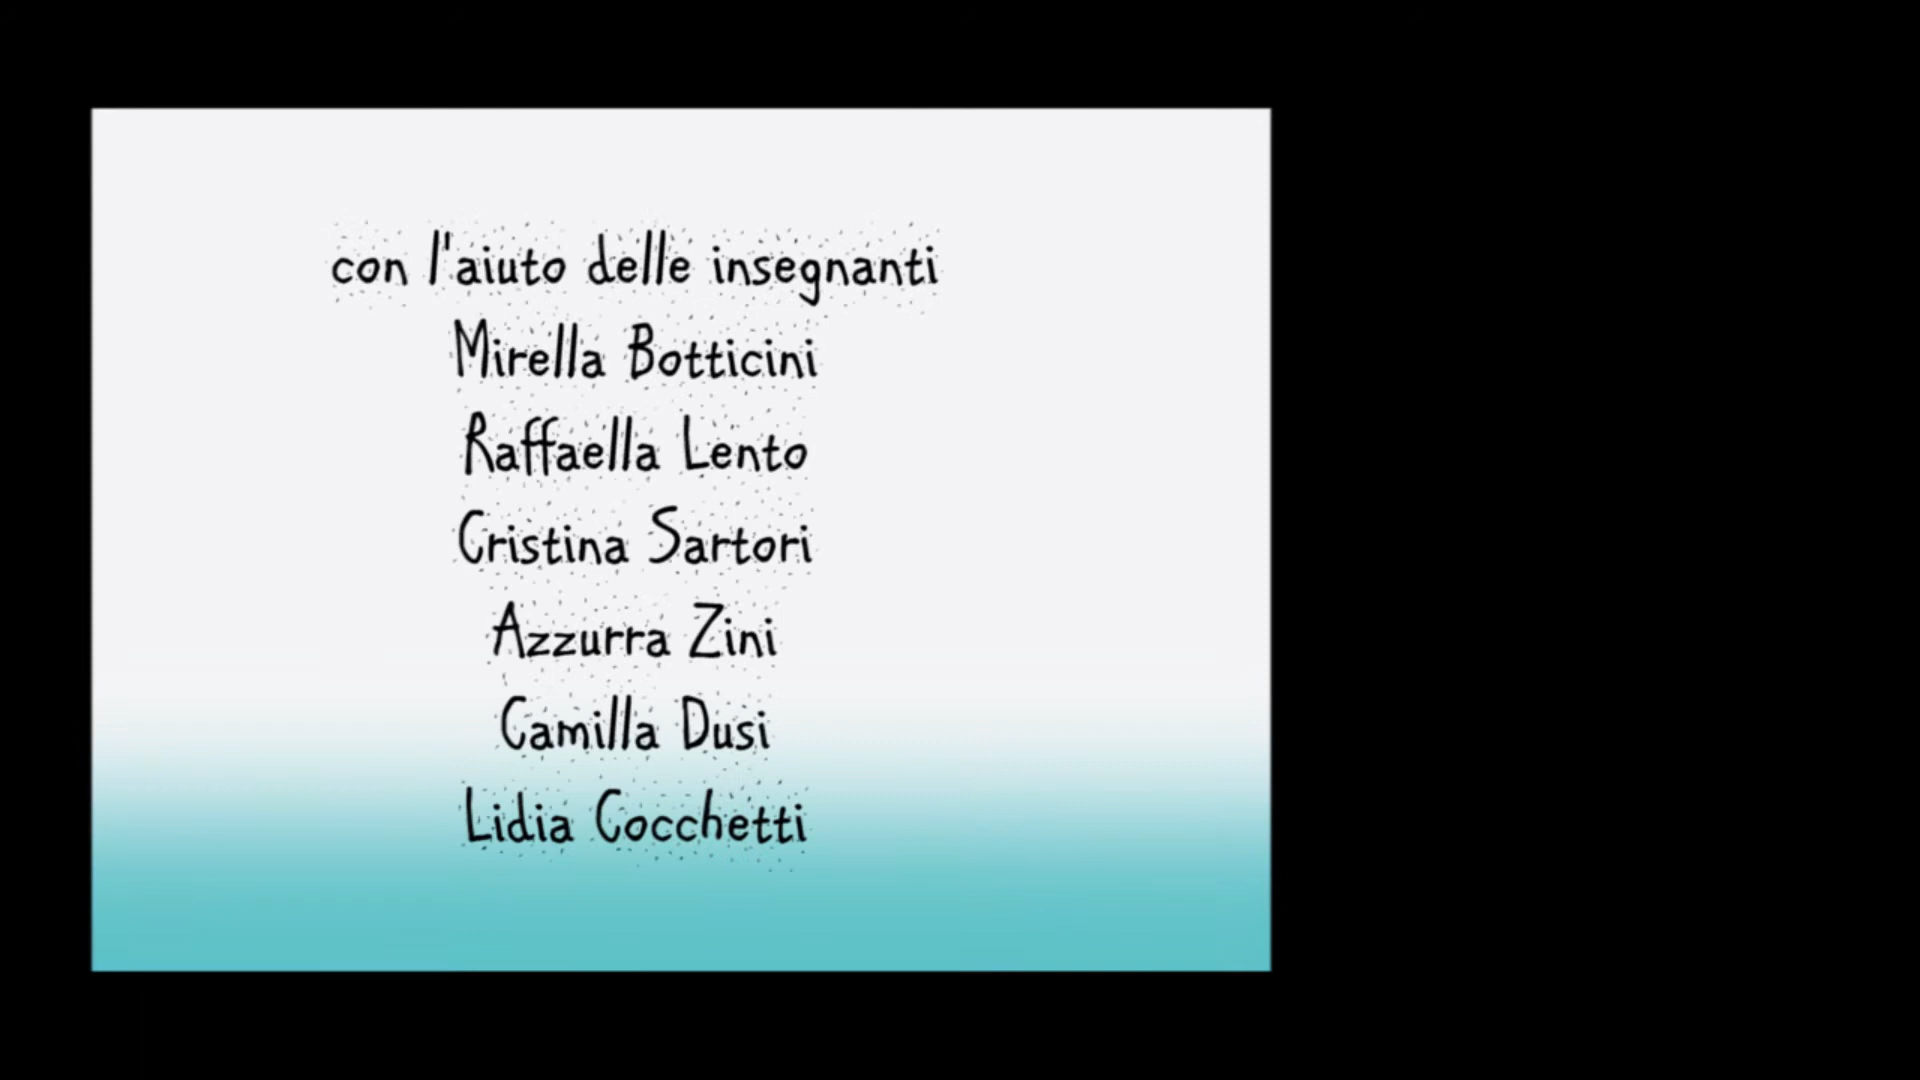 con l'aiuto delle insegnanti
Mirella Botticini
Raffaella Lento
Cristina Sartori
Azzurra Zini
Camilla Dusi
Lidia Cocchetti